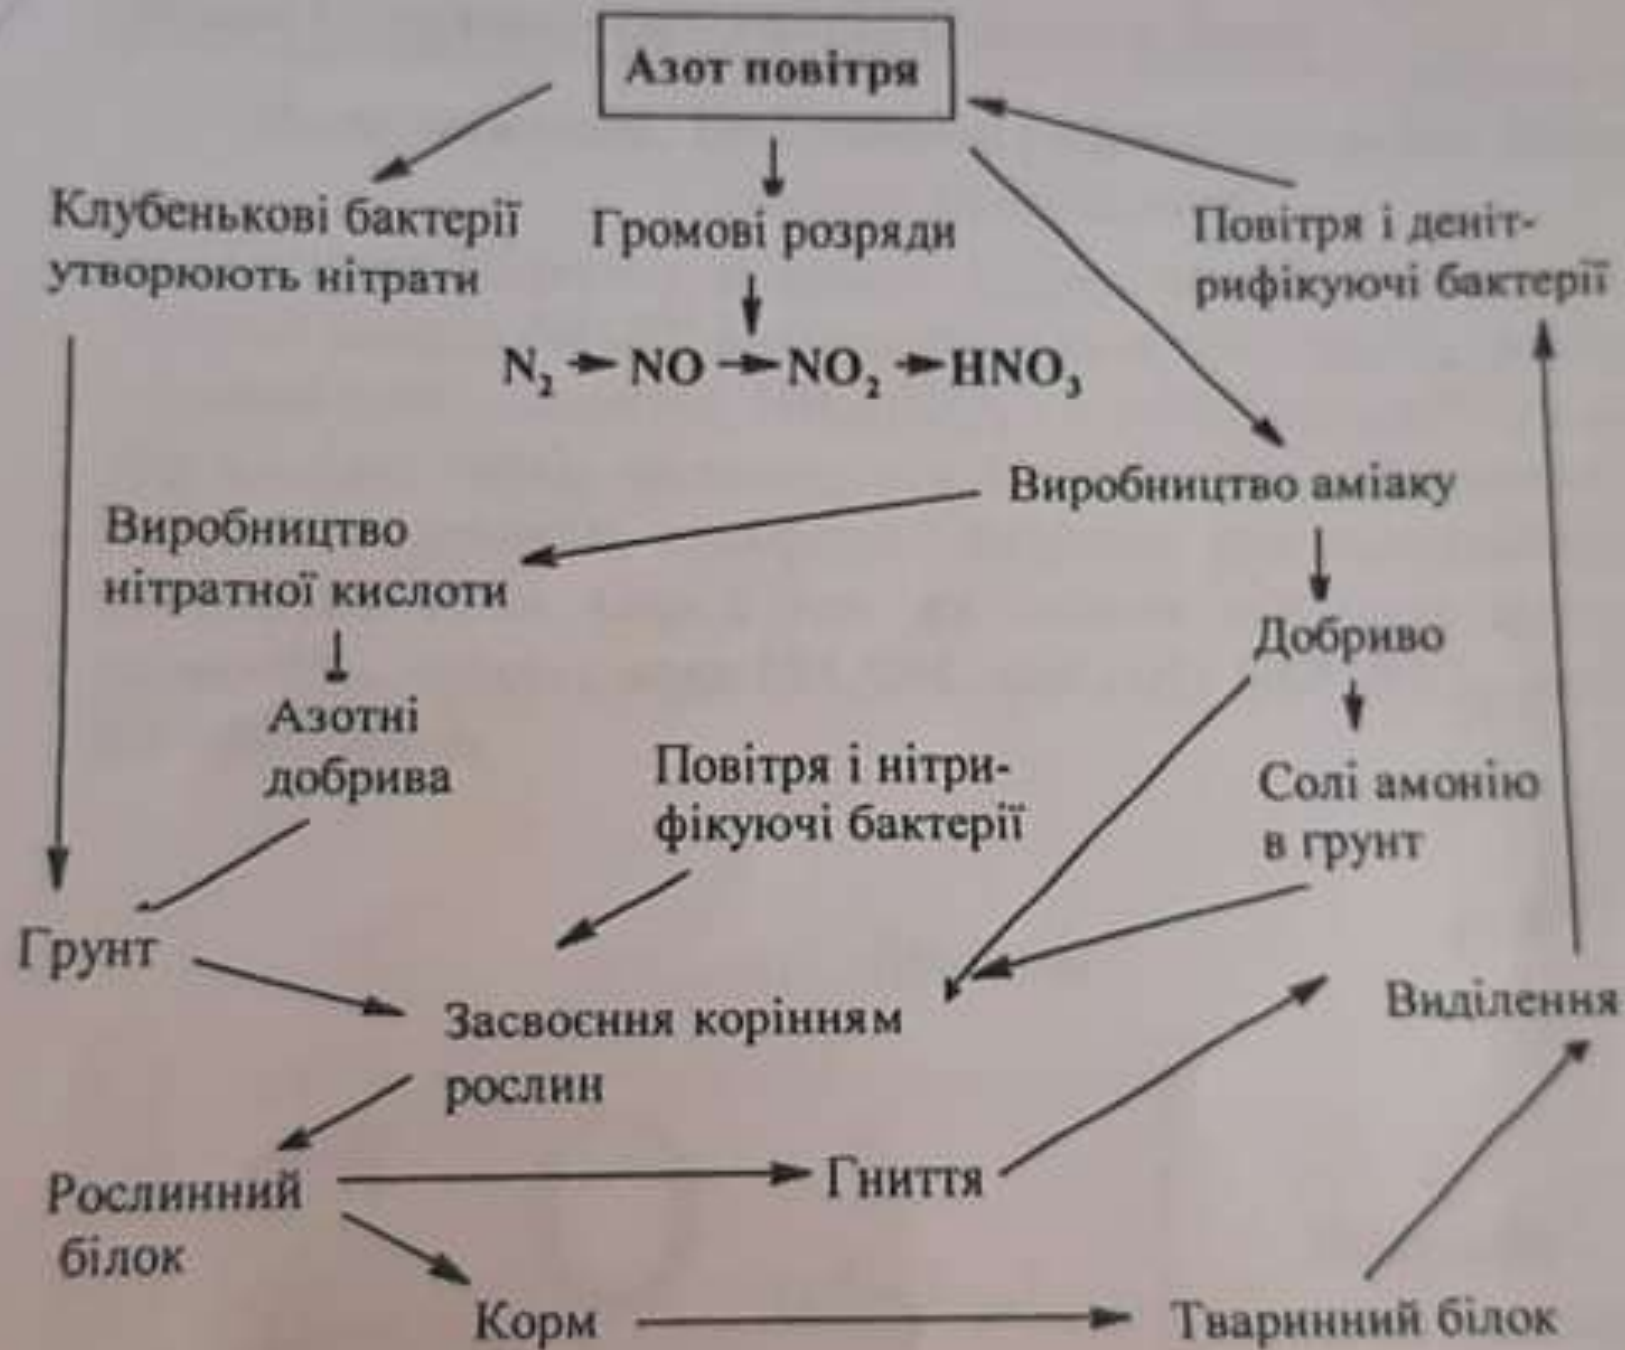 Азот повітря
Клубенькові бактерії
утворюють нітрати
Громові розряди
Повітря і деніт-
рифікуючі бактерії
N₂ → NO → NO₂ → HNO₃
Виробництво аміаку
Виробництво
нітратної кислоти
Добриво
Азотні
добрива
Повітря і нітри-
фікуючі бактерії
Солі амонію
в грунт
Грунт
Засвоєння корінням
рослин
Виділення
Рослинний
білок
Гниття
Корм
Тваринний білок